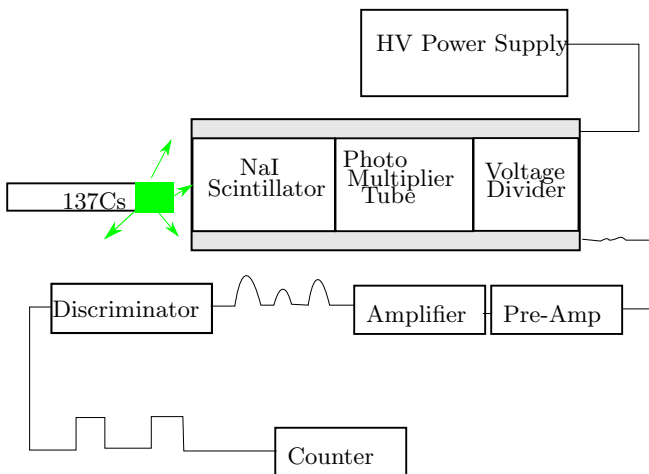 HV Power Supply
NaI
Scintillator
Photo
Multiplier
Tube
Voltage
Divider
137Cs
Discriminator
Amplifier
Pre-Amp
Counter